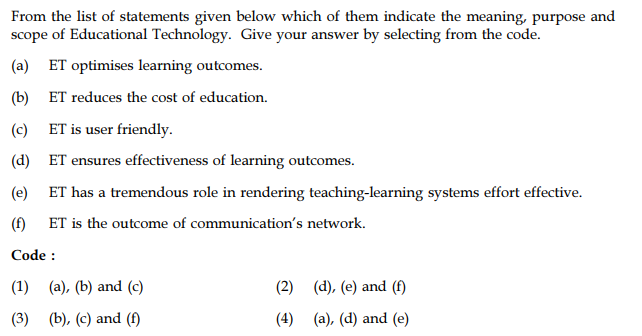 From the list of statements given below which of them indicate the meaning, purpose and
scope of Educational Technology. Give your answer by selecting from the code.
(a) ET optimises learning outcomes.
(b) ET reduces the cost of education.
(c) ET is user friendly.
(d) ET ensures effectiveness of learning outcomes.
(e) ET has a tremendous role in rendering teaching-learning systems effort effective.
(f) ET is the outcome of communication's network.
Code :
(1) (a), (b) and (c) (2) (d), (e) and (f)
(3) (b), (c) and (f) (4) (a), (d) and (e)